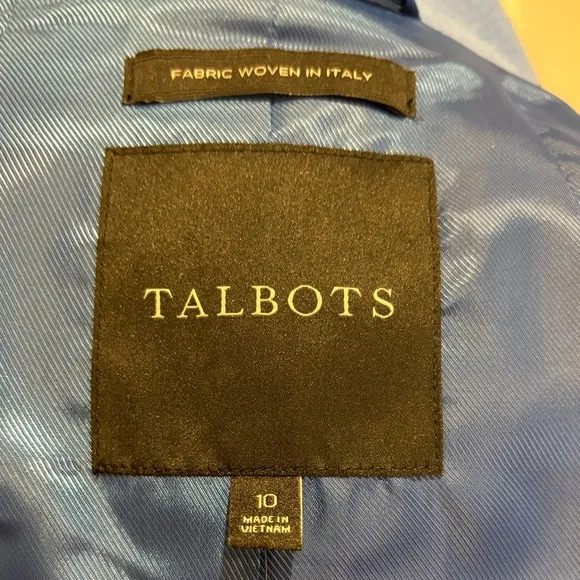 FABRIC WOVEN IN ITALY
TALBOTS
10
MADE IN
VIETNAM